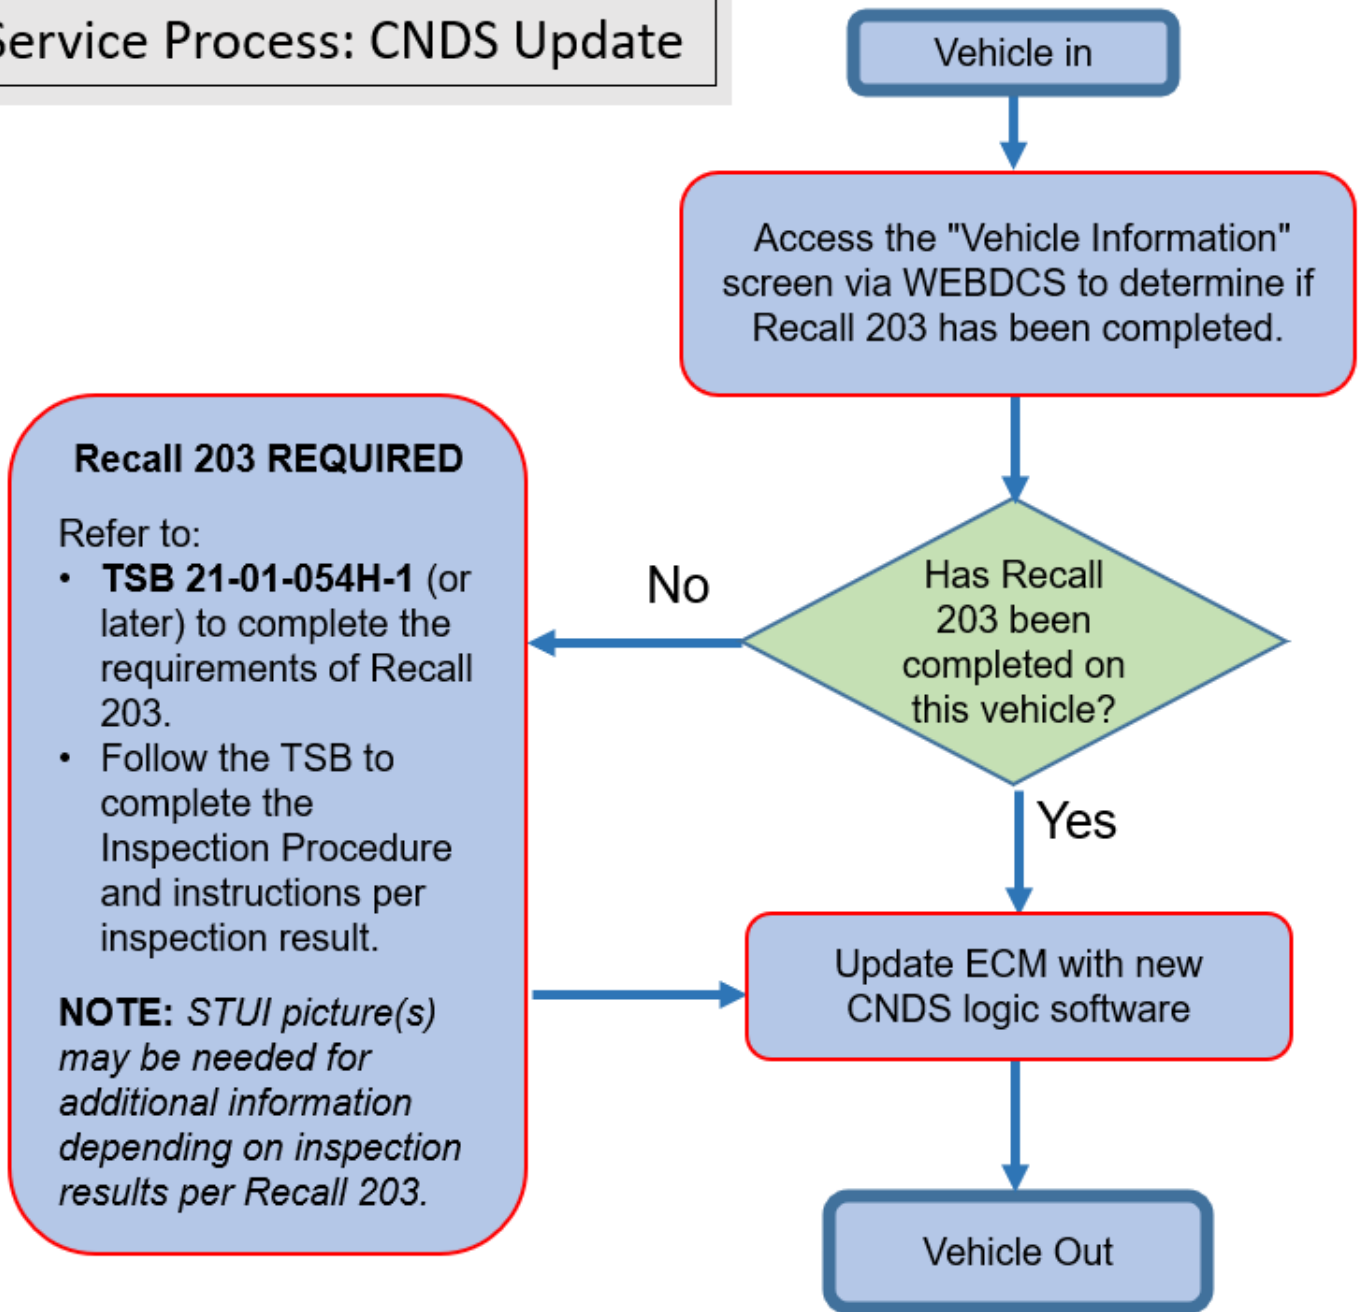 Service Process: CNDS Update
Vehicle in
Access the "Vehicle Information"
screen via WEBDCS to determine if
Recall 203 has been completed.
Has Recall
203 been
completed on
this vehicle?
No
Recall 203 REQUIRED
Refer to:
• TSB 21-01-054H-1 (or
later) to complete the
requirements of Recall
203.
• Follow the TSB to
complete the
Inspection Procedure
and instructions per
inspection result.
NOTE: STUI picture(s)
may be needed for
additional information
depending on inspection
results per Recall 203.
Yes
Update ECM with new
CNDS logic software
Vehicle Out